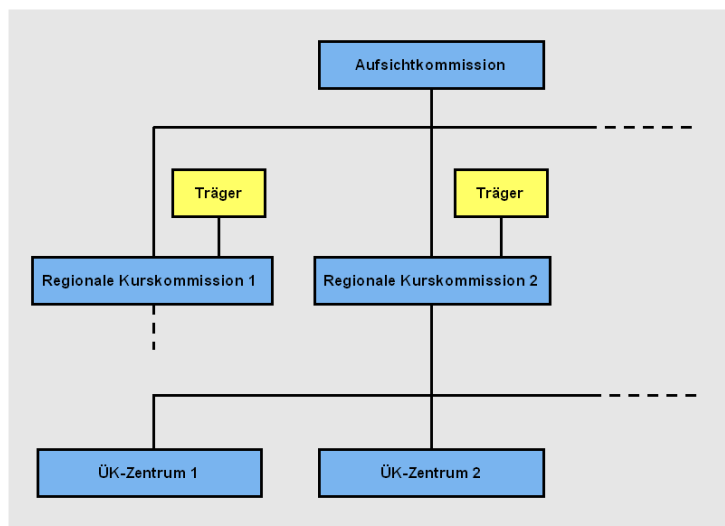 Aufsichtkommission
Träger
Träger
Regionale Kurskommission 1
Regionale Kurskommission 2
ÜK-Zentrum 1
ÜK-Zentrum 2